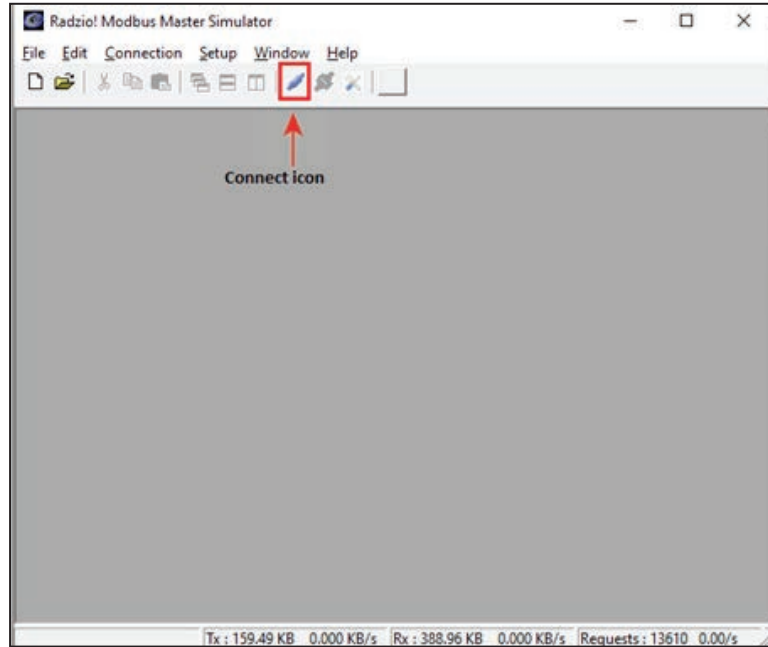 Radzio! Modbus Master Simulator
File Edit Connection Setup Window Help
Connect icon
Tx : 159.49 KB 0.000 KB/s Rx : 388.96 KB 0.000 KB/s Requests : 13610 0.00/s